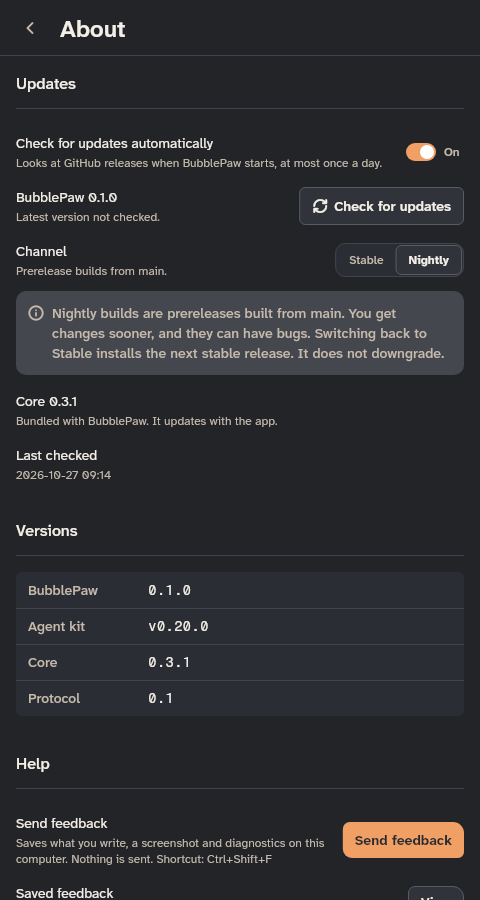 About
Updates
Check for updates automatically
Looks at GitHub releases when BubblePaw starts, at most once a day.
On
BubblePaw 0.1.0
Latest version not checked.
Check for updates
Channel
Prerelease builds from main.
Stable
Nightly
Nightly builds are prereleases built from main. You get
changes sooner, and they can have bugs. Switching back to
Stable installs the next stable release. It does not downgrade.
Core 0.3.1
Bundled with BubblePaw. It updates with the app.
Last checked
2026-10-27 09:14
Versions
BubblePaw 0.1.0
Agent kit v0.20.0
Core 0.3.1
Protocol 0.1
Help
Send feedback
Saves what you write, a screenshot and diagnostics on this
computer. Nothing is sent. Shortcut: Ctrl+Shift+F
Send feedback
Saved feedback